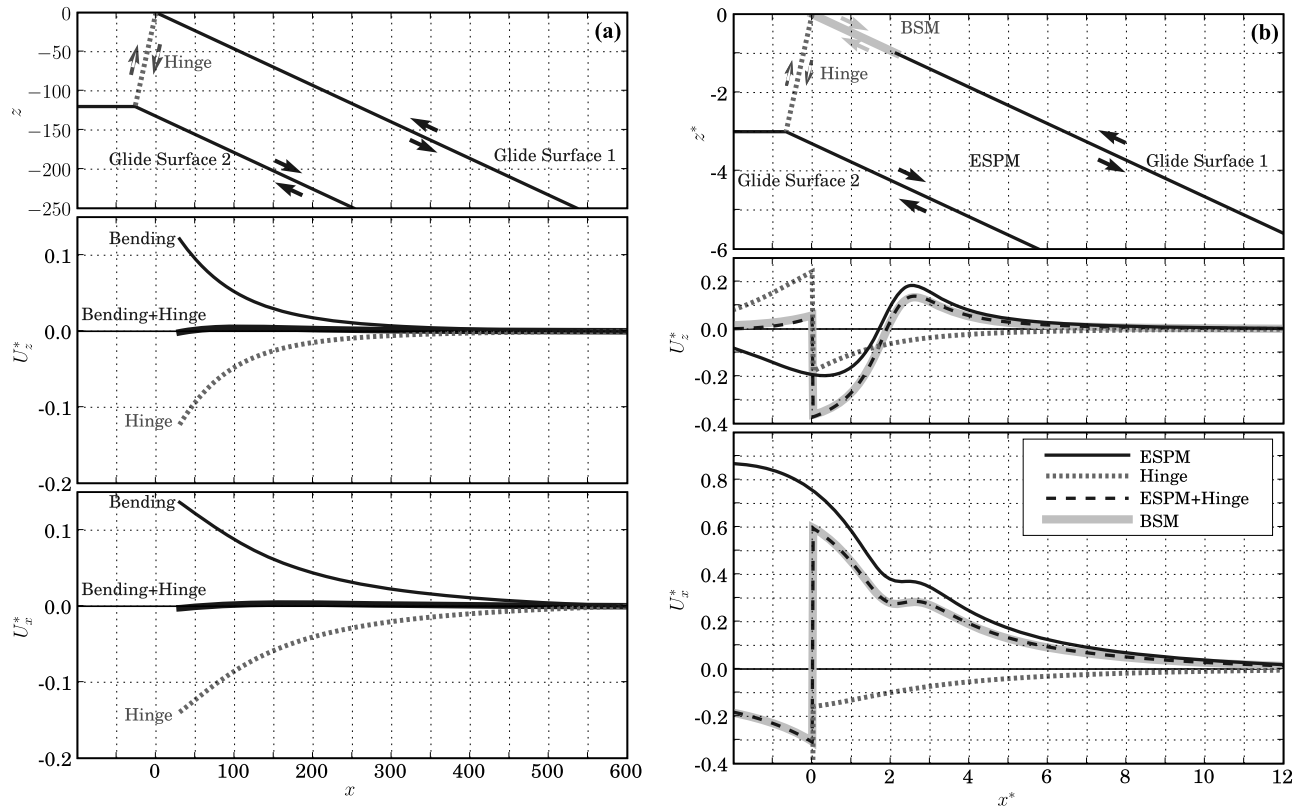 (a)
0
−50
−100
−150
−200
−250
z
Hinge
Glide Surface 2
Glide Surface 1
0.1
0.0
-0.1
-0.2
U*z
Bending
Bending+Hinge
Hinge
0.1
0.0
-0.1
-0.2
U*x
Bending
Bending+Hinge
Hinge
0 100 200 300 400 500 600
x
(b)
0
-2
-4
-6
z*
BSM
Hinge
ESPM
Glide Surface 1
Glide Surface 2
0.2
0.0
-0.2
-0.4
U*z
0.8
0.6
0.4
0.2
0.0
-0.2
-0.4
U*x
ESPM
Hinge
ESPM+Hinge
BSM
0 2 4 6 8 10 12
x*